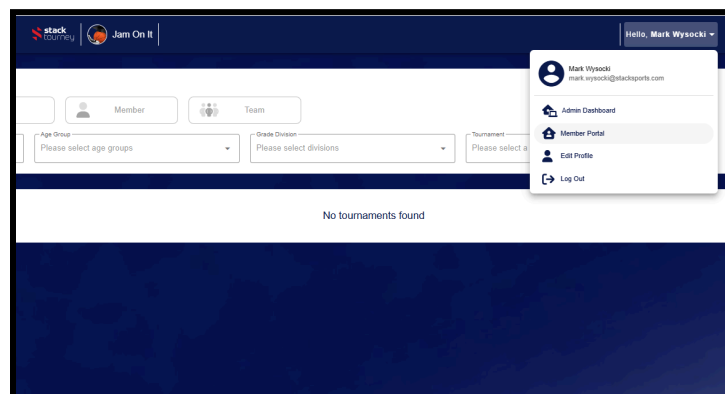 stack
tourney
Jam On It
Hello, Mark Wysocki
Mark Wysocki
mark.wysocki@stacksports.com
Admin Dashboard
Member Portal
Edit Profile
Log Out
Member
Team
Age Group
Please select age groups
Grade Division
Please select divisions
Tournament
Please select a
No tournaments found